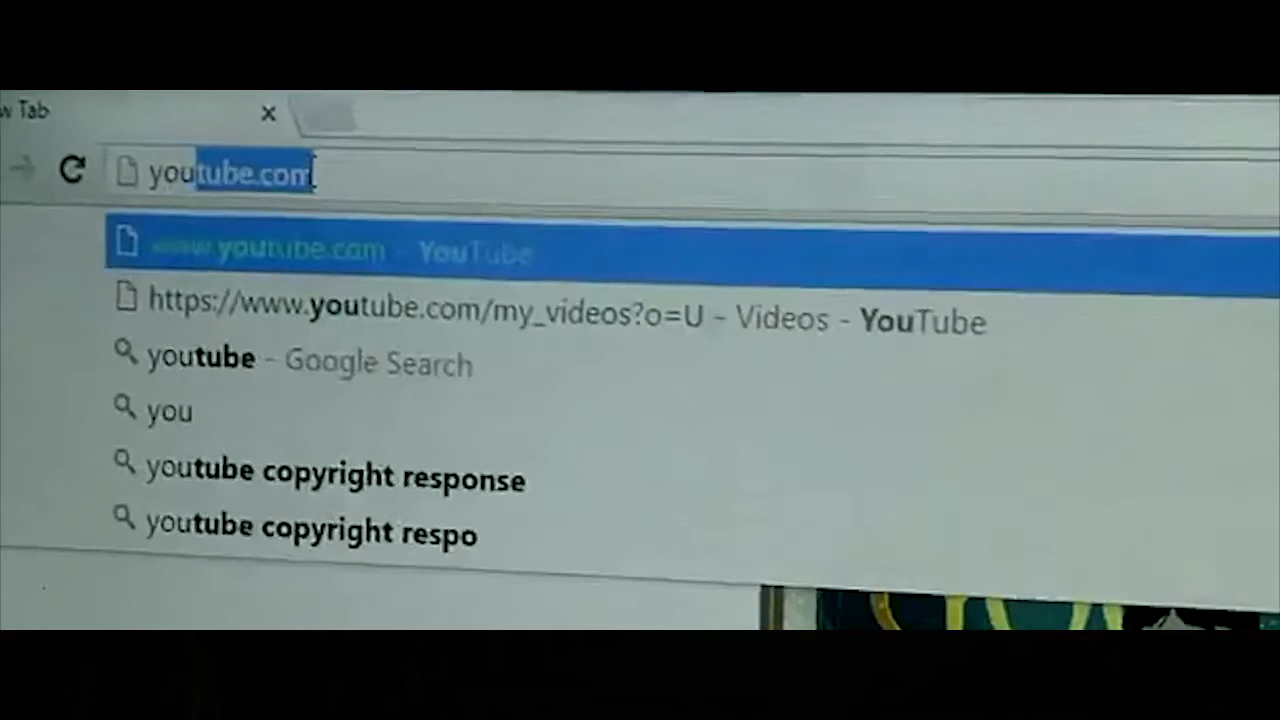 w Tab
youtube.com
www.youtube.com - YouTube
https://www.youtube.com/my_videos?o=U - Videos - YouTube
youtube - Google Search
you
youtube copyright response
youtube copyright respo